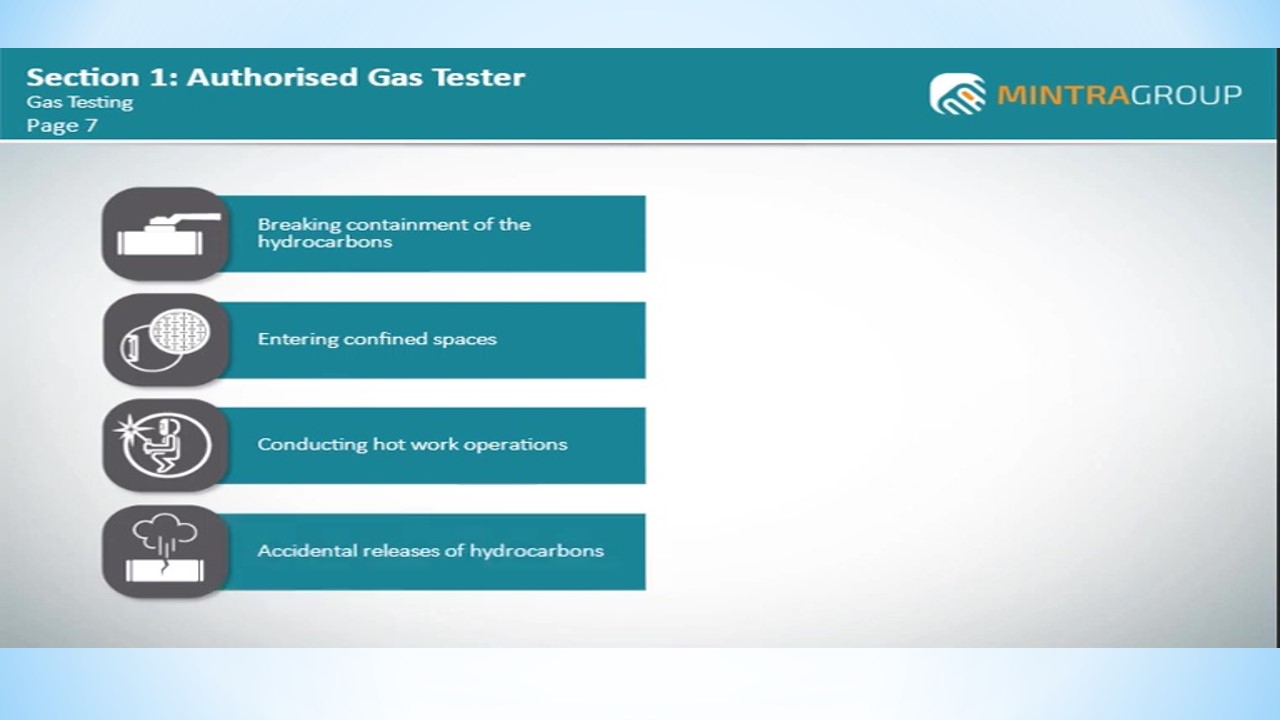 Section 1: Authorised Gas Tester
Gas Testing
Page 7
MINTRAGROUP
Breaking containment of the
hydrocarbons
Entering confined spaces
Conducting hot work operations
Accidental releases of hydrocarbons